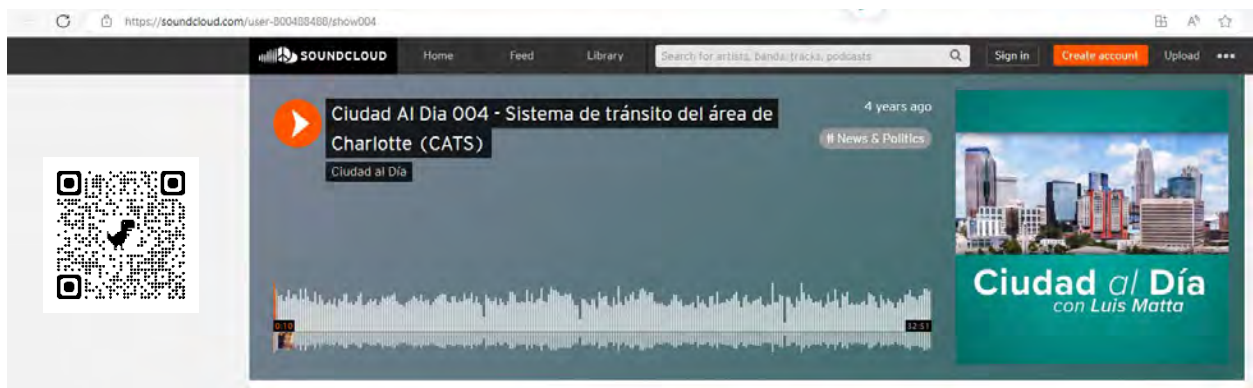 https://soundcloud.com/user-800488488/show004
SOUNDCLOUD
Home
Feed
Library
Search for artists, bands, tracks, podcasts
Sign in
Create account
Upload
Ciudad Al Dia 004 - Sistema de tránsito del área de
Charlotte (CATS)
Ciudad al Día
4 years ago
# News & Politics
0:10
32:51
Ciudad al Día
con Luis Matta